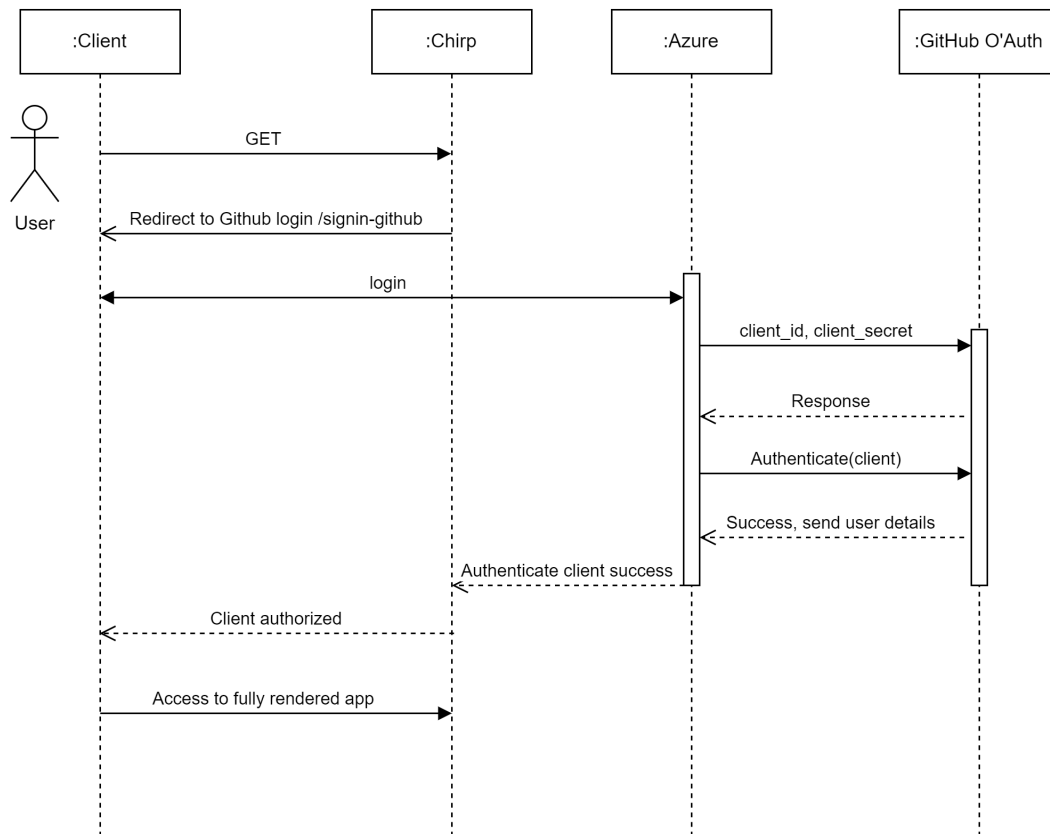 :Client
:Chirp
:Azure
:GitHub O'Auth
User
GET
Redirect to Github login /signin-github
login
client_id, client_secret
Response
Authenticate(client)
Success, send user details
Authenticate client success
Client authorized
Access to fully rendered app